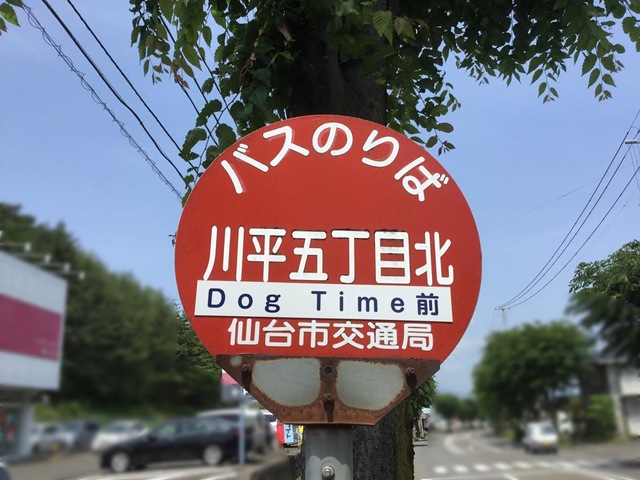 バスのりば
川平五丁目北
Dog Time前
仙台市交通局